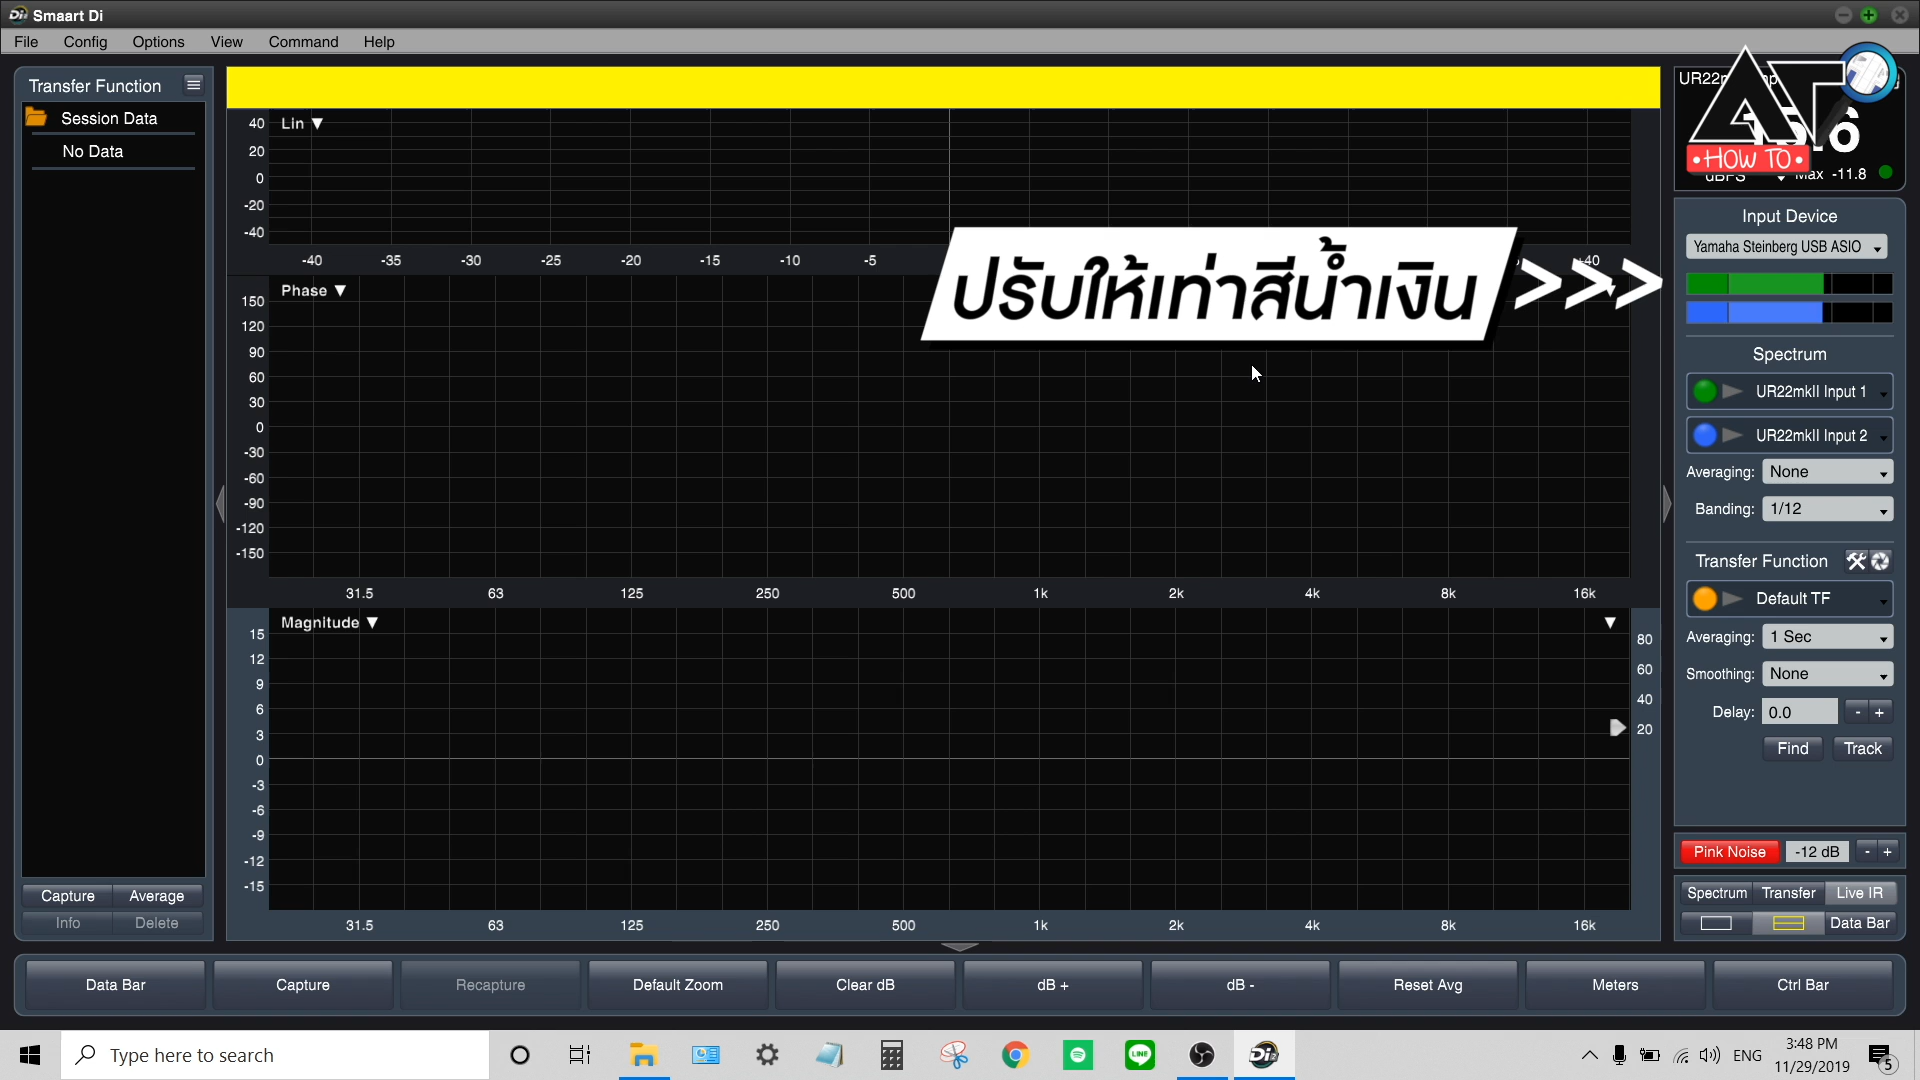 Smaart Di
File Config Options View Command Help
Transfer Function
Session Data
No Data
Capture Average
Info Delete
Lin ▼
40
20
0
-20
-40
-40 -35 -30 -25 -20 -15 -10 -5 +40
ปรับให้เท่าสีน้ำเงิน >>>
Phase ▼
150
120
90
60
30
0
-30
-60
-90
-120
-150
31.5 63 125 250 500 1k 2k 4k 8k 16k
Magnitude ▼
15
12
9
6
3
0
-3
-6
-9
-12
-15
80
60
40
20
31.5 63 125 250 500 1k 2k 4k 8k 16k
•HOW TO•
dBFS Max -11.8
Input Device
Yamaha Steinberg USB ASIO
Spectrum
UR22mkII Input 1
UR22mkII Input 2
Averaging: None
Banding: 1/12
Transfer Function
Default TF
Averaging: 1 Sec
Smoothing: None
Delay: 0.0 - +
Find Track
Pink Noise -12 dB - +
Spectrum Transfer Live IR
Data Bar
Data Bar Capture Recapture Default Zoom Clear dB dB + dB - Reset Avg Meters Ctrl Bar
Type here to search
ENG
3:48 PM
11/29/2019
5